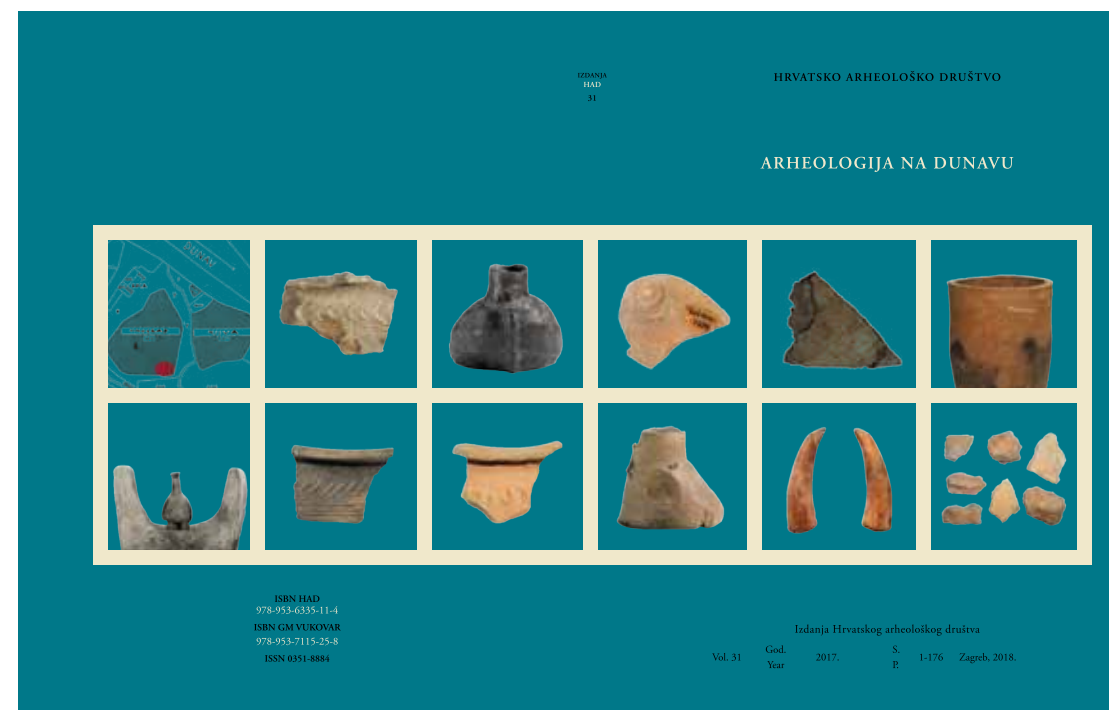 IZDANJA
HAD
31
HRVATSKO ARHEOLOŠKO DRUŠTVO
ARHEOLOGIJA NA DUNAVU
DUNAV
ISBN HAD
978-953-6335-11-4
ISBN GM VUKOVAR
978-953-7115-25-8
ISSN 0351-8884
Izdanja Hrvatskog arheološkog društva
Vol. 31 God. 2017. S. 1-176 Zagreb, 2018.
Year P.